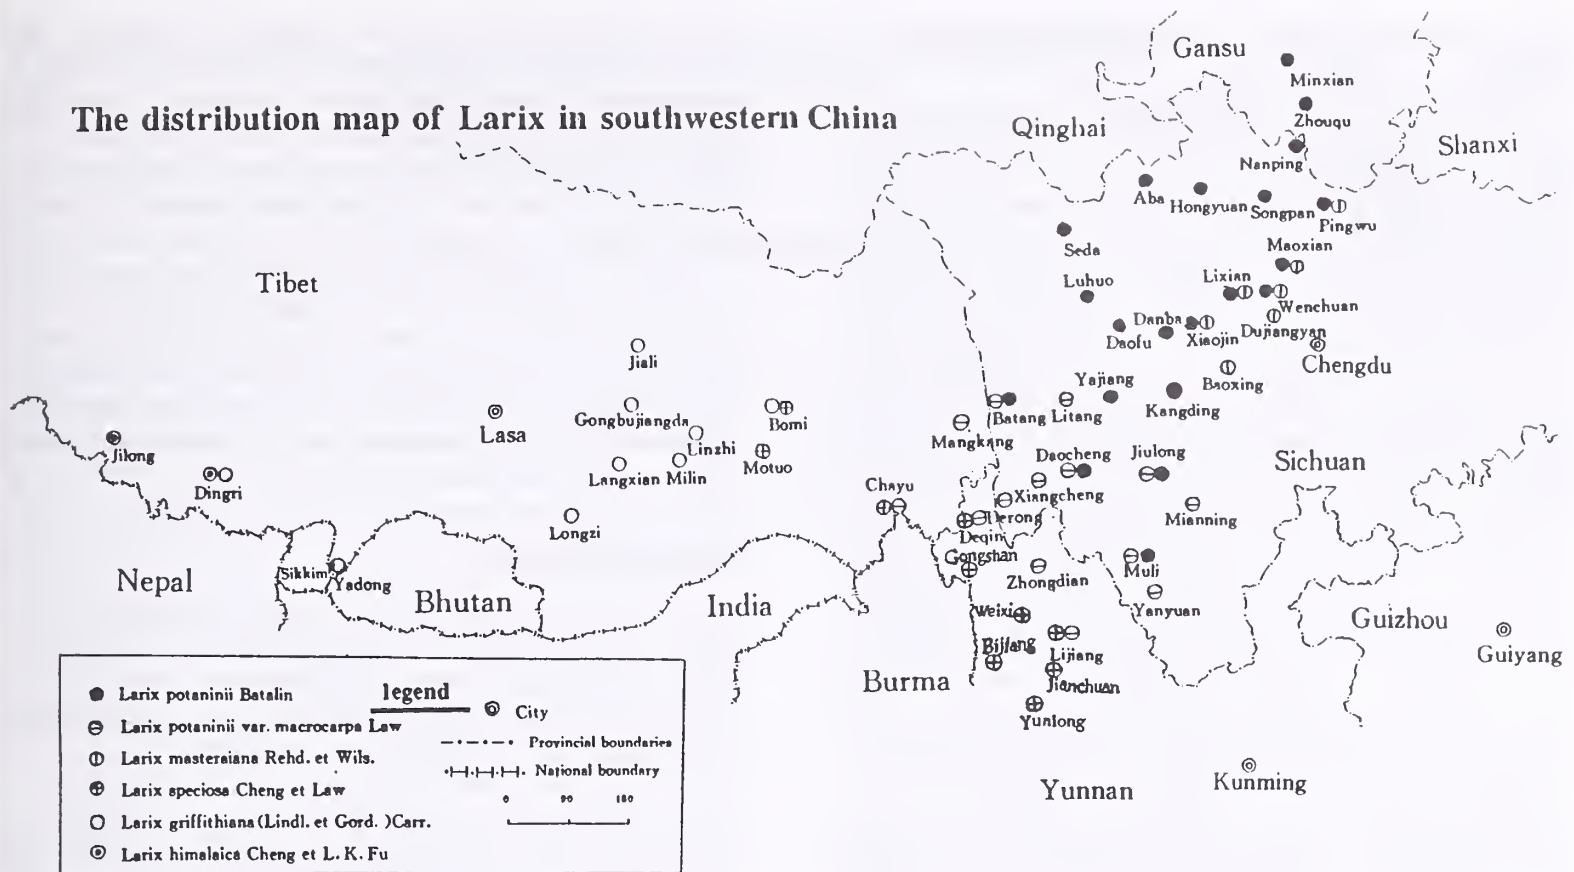 Gansu
Minxian
The distribution map of Larix in southwestern China
Zhouqu
Qinghai
Shanxi
Nanping
Aba
Hongyuan
Songpan
Pingwu
Maoxian
Seda
Tibet
Luhuo
Lixian
Wenchuan
Danba
Daofu
Xiaojin
Dujiangyan
Jiali
Chengdu
Baoxing
Yajiang
Kangding
Gongbujiangda
Bomi
Batang
Litang
Lasa
Mangkang
Linzhi
Jilong
Motuo
Daocheng
Jiulong
Sichuan
Langxian
Milin
Dingri
Chayu
Xiangcheng
Derong
Mianning
Longzi
Deqin
Gongshan
Sikkim
Yadong
Nepal
Zhongdian
Muli
Bhutan
India
Weixi
Yanyuan
Guizhou
Bijiang
Lijiang
Guiyang
Burma
Jianchuan
Yunlong
Yunnan
Kunming
legend
Larix potaninii Batalin
City
Larix potaninii var. macrocarpa Law
Provincial boundaries
Larix masteraiana Rehd. et Wils.
National boundary
Larix speciosa Cheng et Law
0 90 180
Larix griffithiana (Lindl. et Gord. )Carr.
Larix himalaica Cheng et L. K. Fu